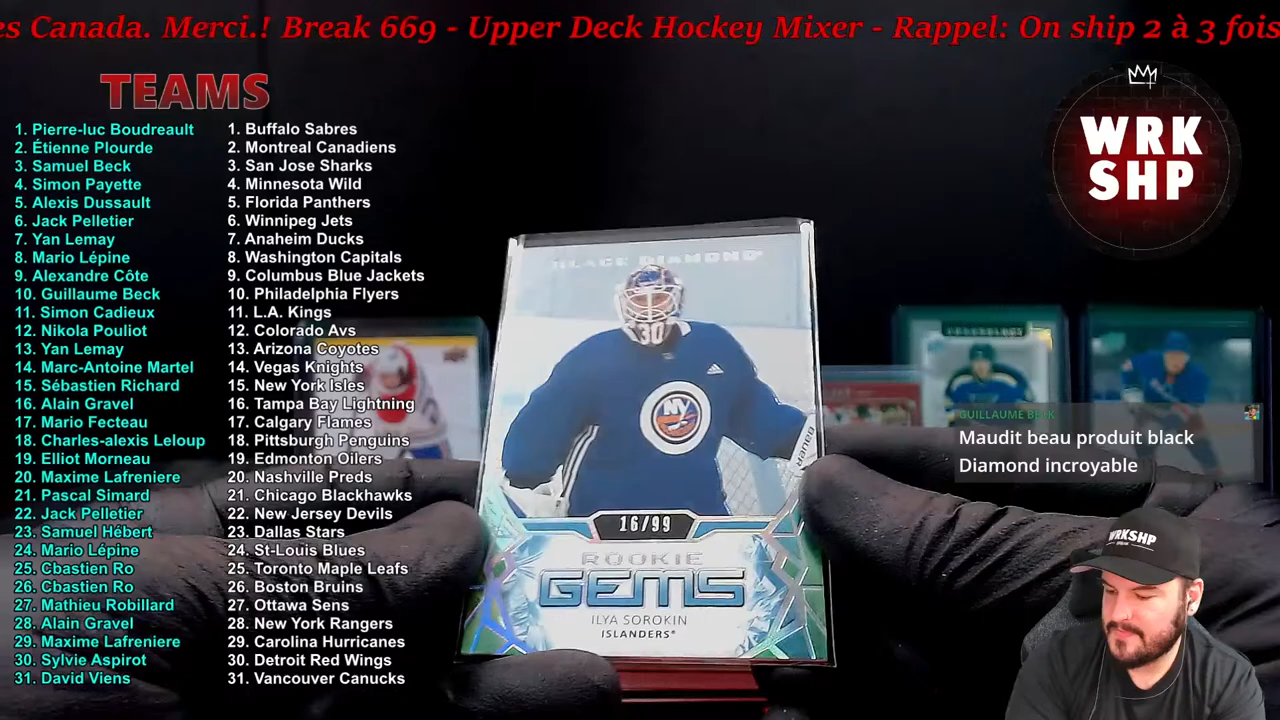 es Canada. Merci.! Break 669 - Upper Deck Hockey Mixer - Rappel: On ship 2 à 3 fois
TEAMS
1. Pierre-luc Boudreault
2. Étienne Plourde
3. Samuel Beck
4. Simon Payette
5. Alexis Dussault
6. Jack Pelletier
7. Yan Lemay
8. Mario Lépine
9. Alexandre Côte
10. Guillaume Beck
11. Simon Cadieux
12. Nikola Pouliot
13. Yan Lemay
14. Marc-Antoine Martel
15. Sébastien Richard
16. Alain Gravel
17. Mario Fecteau
18. Charles-alexis Leloup
19. Elliot Morneau
20. Maxime Lafreniere
21. Pascal Simard
22. Jack Pelletier
23. Samuel Hébert
24. Mario Lépine
25. Cbastien Ro
26. Cbastien Ro
27. Mathieu Robillard
28. Alain Gravel
29. Maxime Lafreniere
30. Sylvie Aspirot
31. David Viens
1. Buffalo Sabres
2. Montreal Canadiens
3. San Jose Sharks
4. Minnesota Wild
5. Florida Panthers
6. Winnipeg Jets
7. Anaheim Ducks
8. Washington Capitals
9. Columbus Blue Jackets
10. Philadelphia Flyers
11. L.A. Kings
12. Colorado Avs
13. Arizona Coyotes
14. Vegas Knights
15. New York Isles
16. Tampa Bay Lightning
17. Calgary Flames
18. Pittsburgh Penguins
19. Edmonton Oilers
20. Nashville Preds
21. Chicago Blackhawks
22. New Jersey Devils
23. Dallas Stars
24. St-Louis Blues
25. Toronto Maple Leafs
26. Boston Bruins
27. Ottawa Sens
28. New York Rangers
29. Carolina Hurricanes
30. Detroit Red Wings
31. Vancouver Canucks
BLACK DIAMOND
30
NY
BAUER
16/99
ROOKIE
GEMS
ILYA SOROKIN
ISLANDERS®
WRK
SHP
GUILLAUME BECK
Maudit beau produit black
Diamond incroyable
WRKSHP